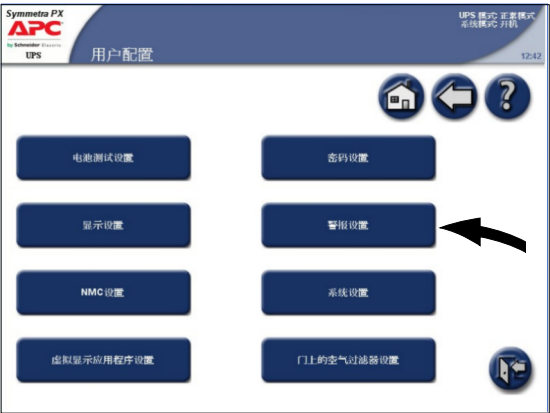 Symmetra PX
APC
by Schneider Electric
UPS
用户配置
UPS 模式: 正常模式
系统模式: 开机
12:42
电池测试设置
密码设置
显示设置
警报设置
NMC 设置
系统设置
虚拟显示应用程序设置
门上的空气过滤器设置